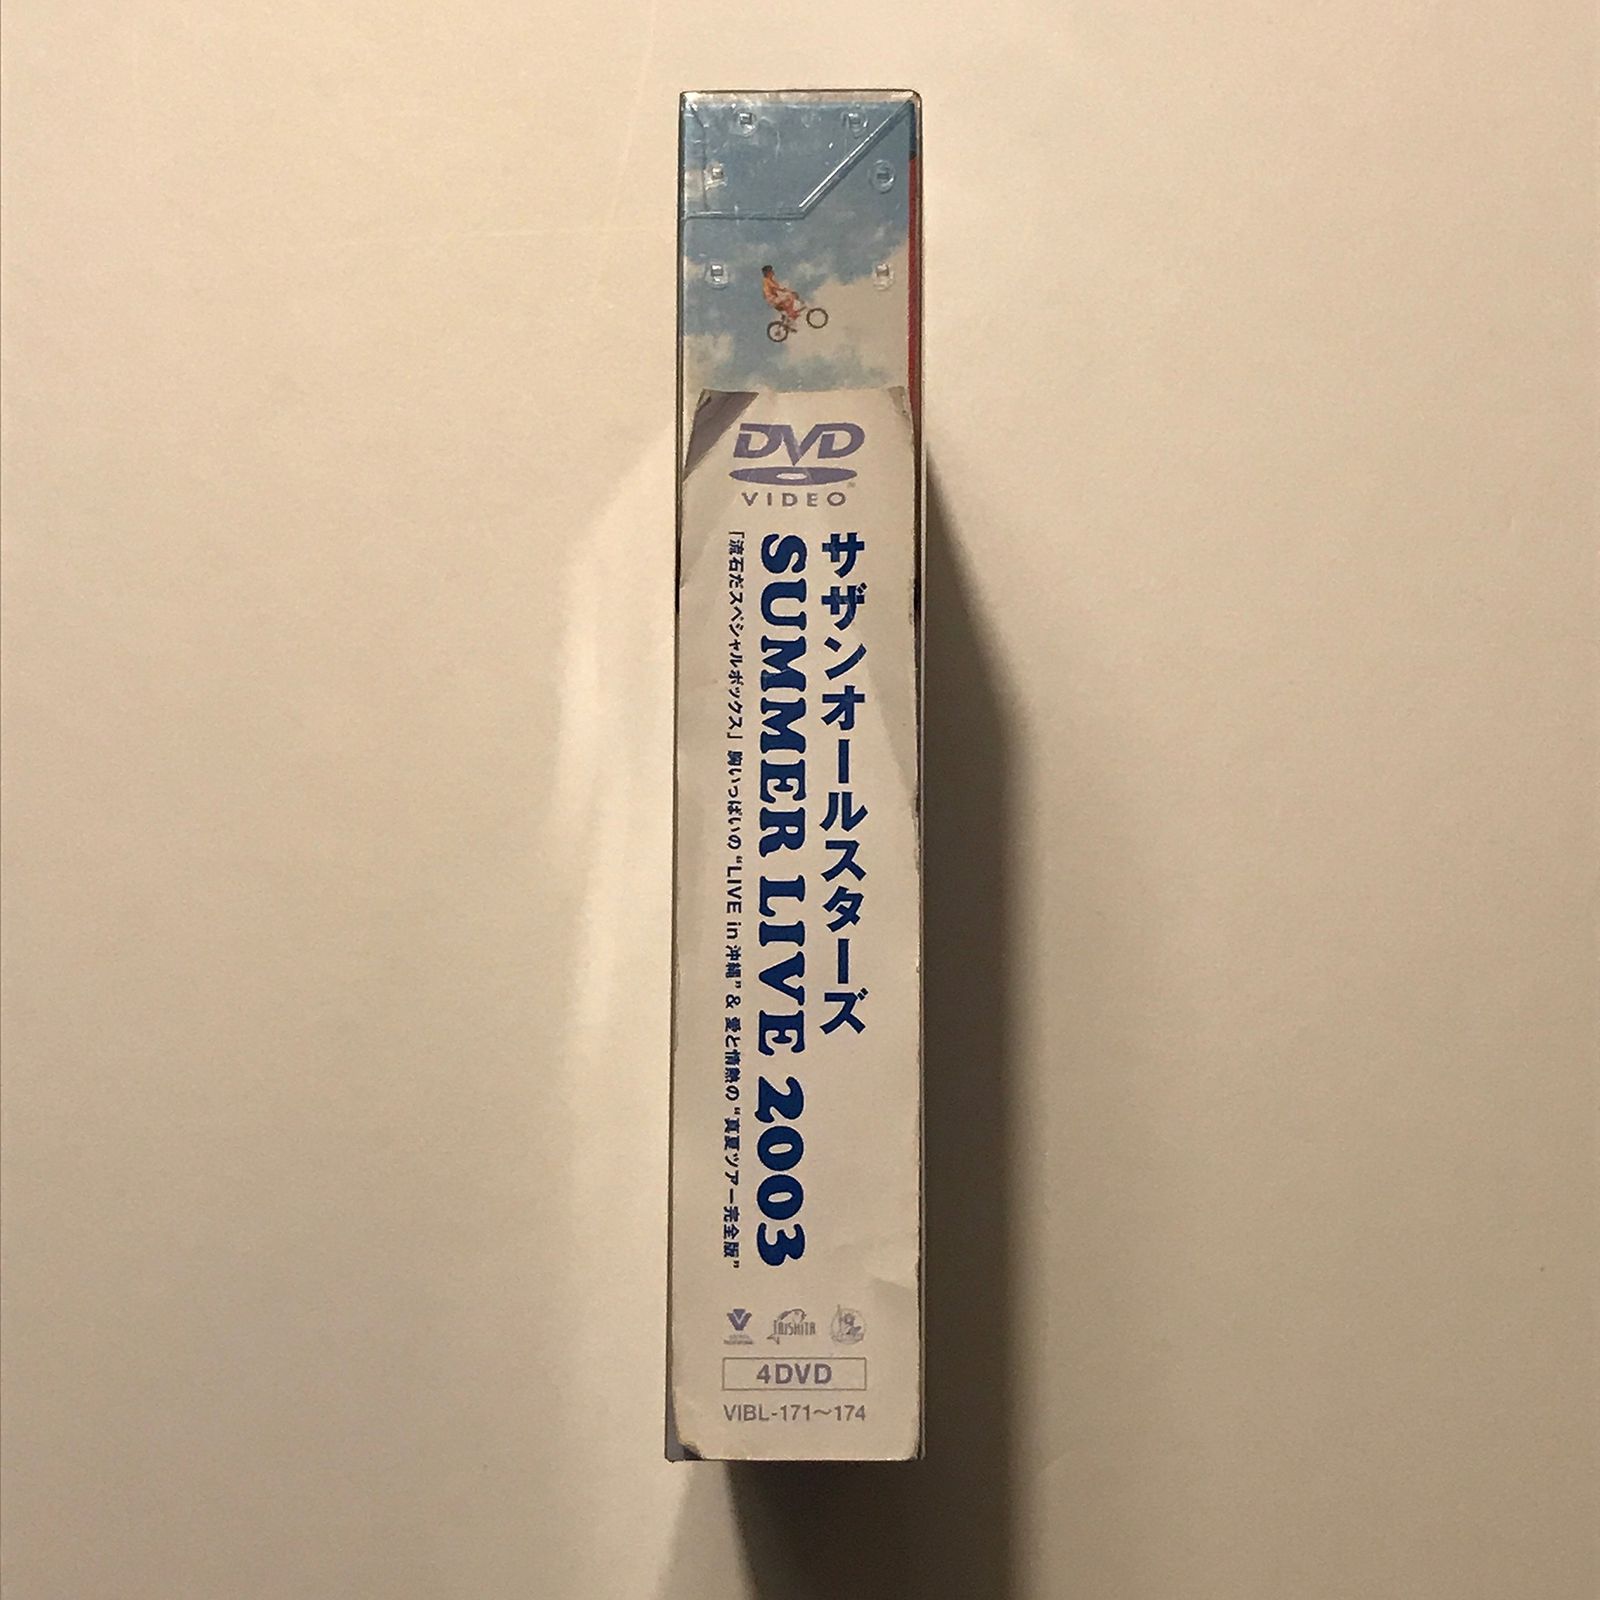 DVD
VIDEO
サザンオールスターズ
SUMMER LIVE 2003
「流石だスペシャルボックス」 胸いっぱいの “LIVE in 沖縄” & 愛と情熱の “真夏ツアー完全版”
TAISHITA
4DVD
VIBL-171〜174